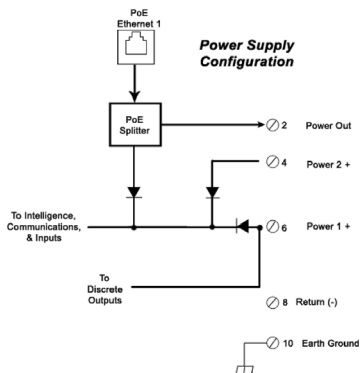 PoE
Ethernet 1
Power Supply
Configuration
PoE
Splitter
2 Power Out
4 Power 2 +
To Intelligence,
Communications,
& Inputs
6 Power 1 +
To
Discrete
Outputs
8 Return (-)
10 Earth Ground